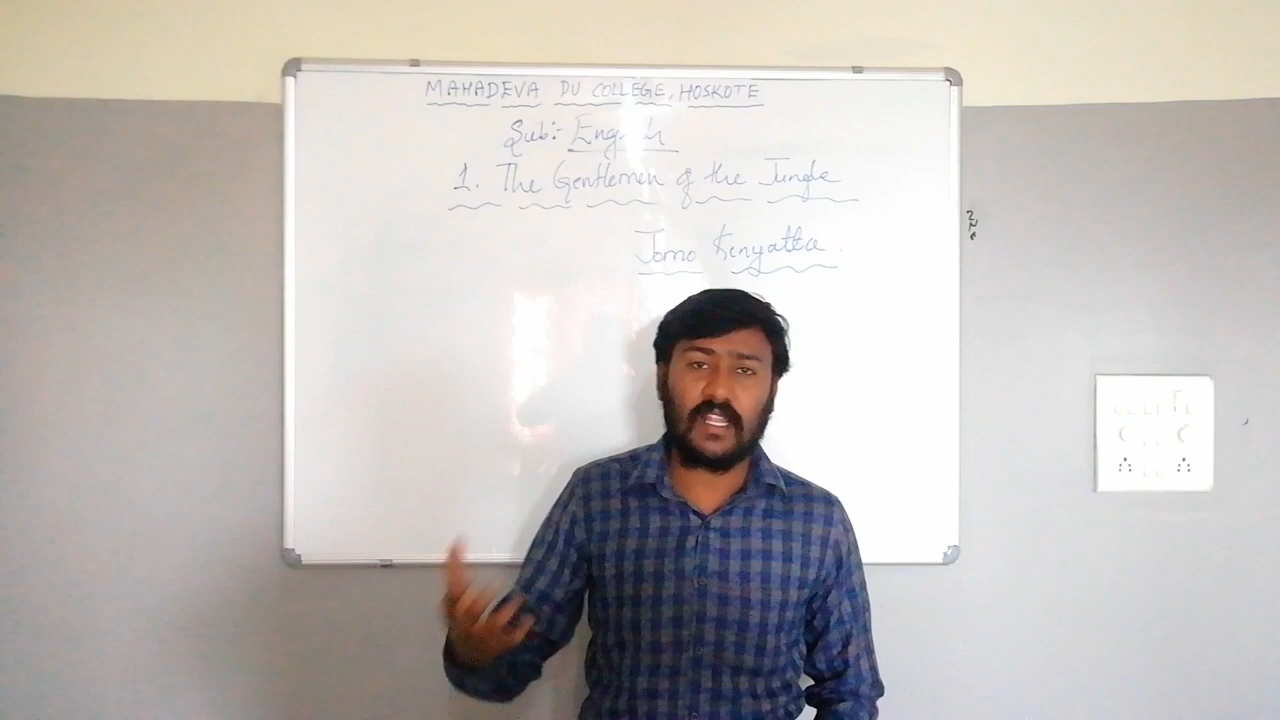 MAHADEVA PU COLLEGE, HOSKOTE
Sub:- English
1. The Gentlemen of the Jungle
Jomo Kenyatta.